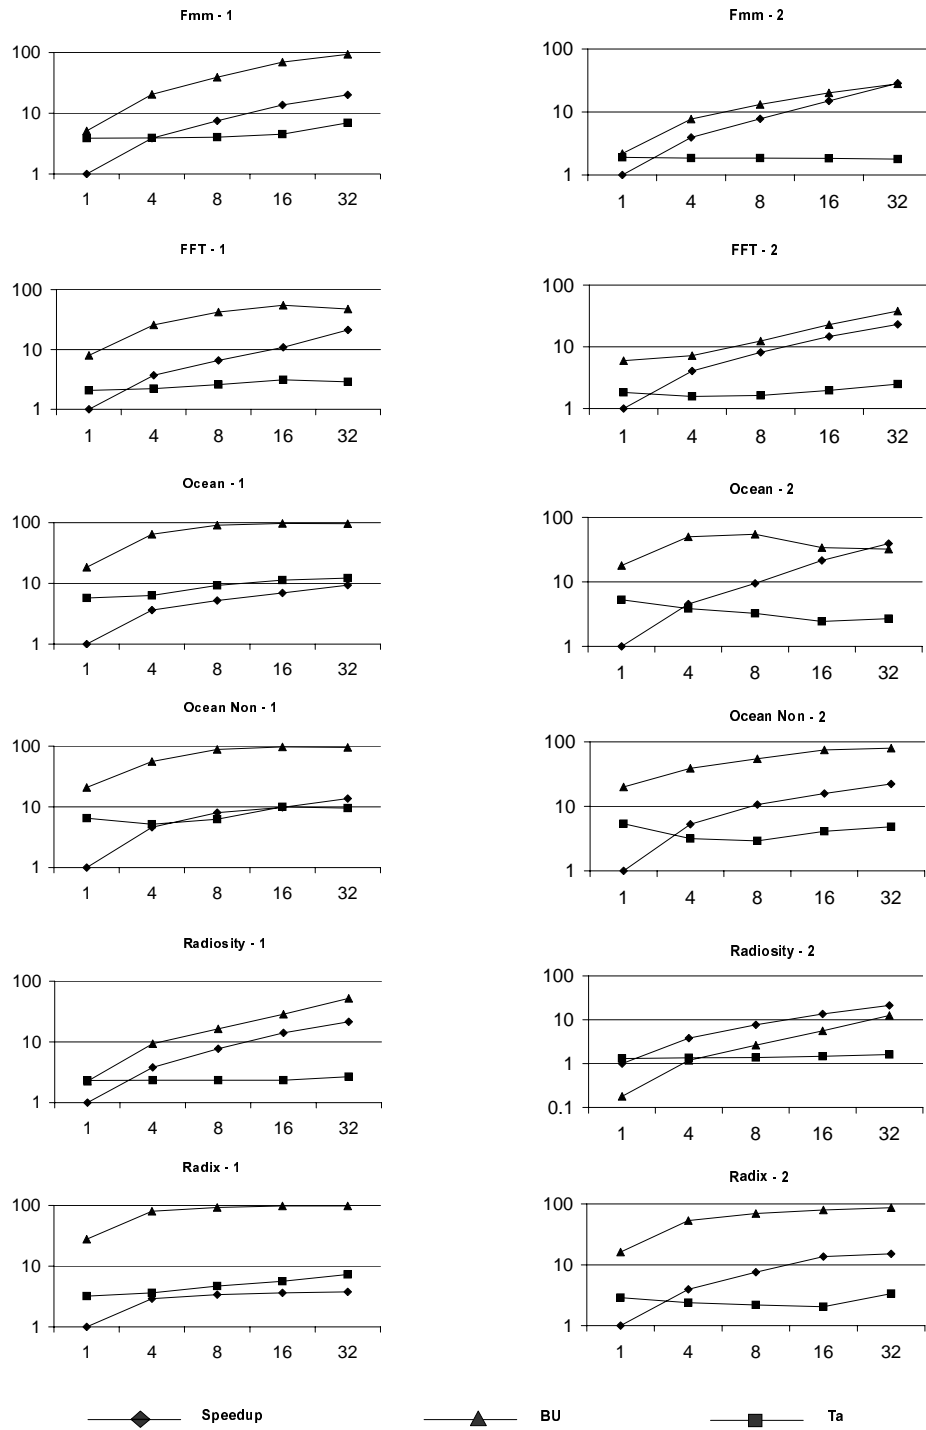 Fmm - 1
100
10
1
1 4 8 16 32
Fmm - 2
100
10
1
1 4 8 16 32
FFT - 1
100
10
1
1 4 8 16 32
FFT - 2
100
10
1
1 4 8 16 32
Ocean - 1
100
10
1
1 4 8 16 32
Ocean - 2
100
10
1
1 4 8 16 32
Ocean Non - 1
100
10
1
1 4 8 16 32
Ocean Non - 2
100
10
1
1 4 8 16 32
Radiosity - 1
100
10
1
1 4 8 16 32
Radiosity - 2
100
10
1
0.1
1 4 8 16 32
Radix - 1
100
10
1
1 4 8 16 32
Radix - 2
100
10
1
1 4 8 16 32
Speedup BU Ta